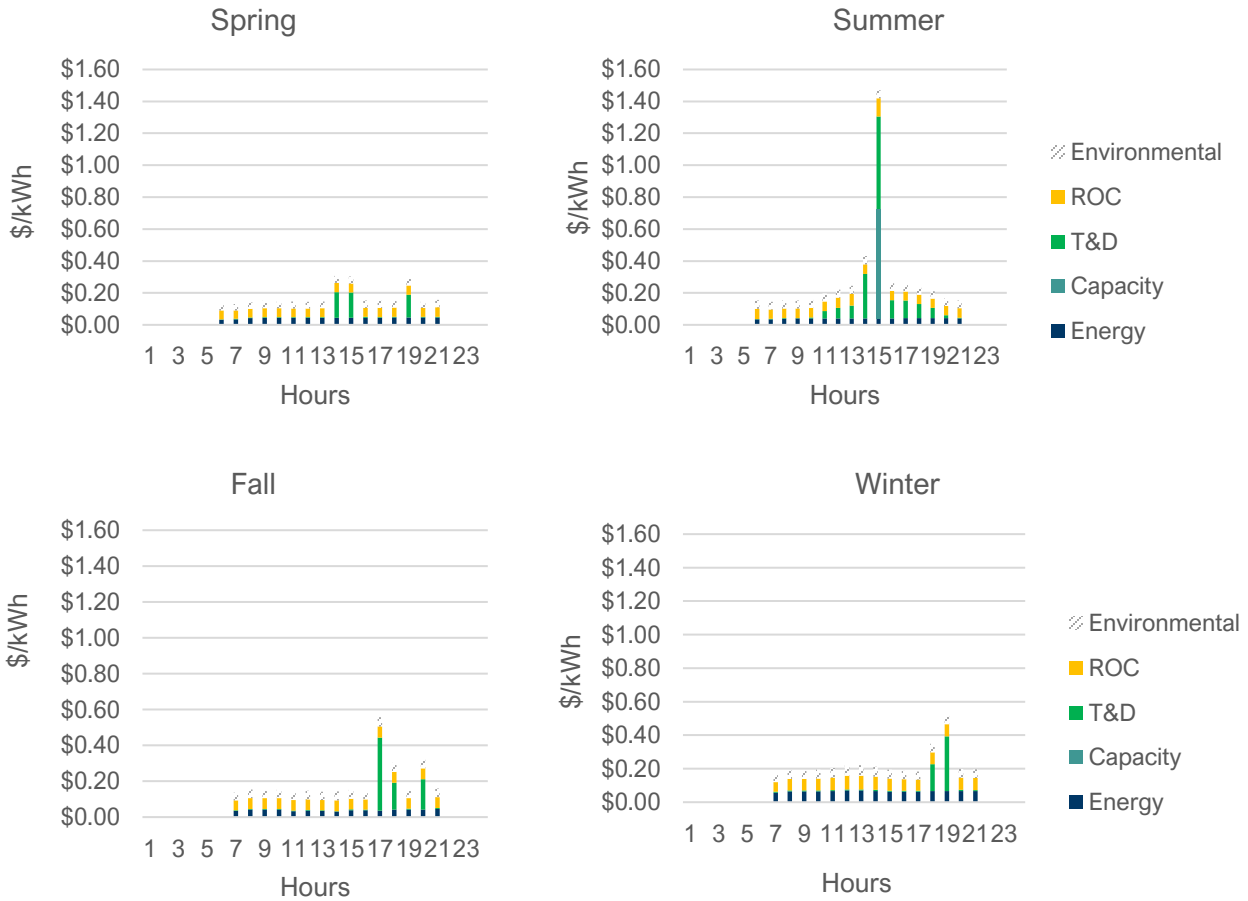 Spring
$1.60
$1.40
$1.20
$1.00
$0.80
$0.60
$0.40
$0.20
$0.00
$/kWh
1 3 5 7 9 11 13 15 17 19 21 23
Hours
Summer
$1.60
$1.40
$1.20
$1.00
$0.80
$0.60
$0.40
$0.20
$0.00
$/kWh
1 3 5 7 9 11 13 15 17 19 21 23
Hours
Environmental
ROC
T&D
Capacity
Energy
Fall
$1.60
$1.40
$1.20
$1.00
$0.80
$0.60
$0.40
$0.20
$0.00
$/kWh
1 3 5 7 9 11 13 15 17 19 21 23
Hours
Winter
$1.60
$1.40
$1.20
$1.00
$0.80
$0.60
$0.40
$0.20
$0.00
$/kWh
1 3 5 7 9 11 13 15 17 19 21 23
Hours
Environmental
ROC
T&D
Capacity
Energy